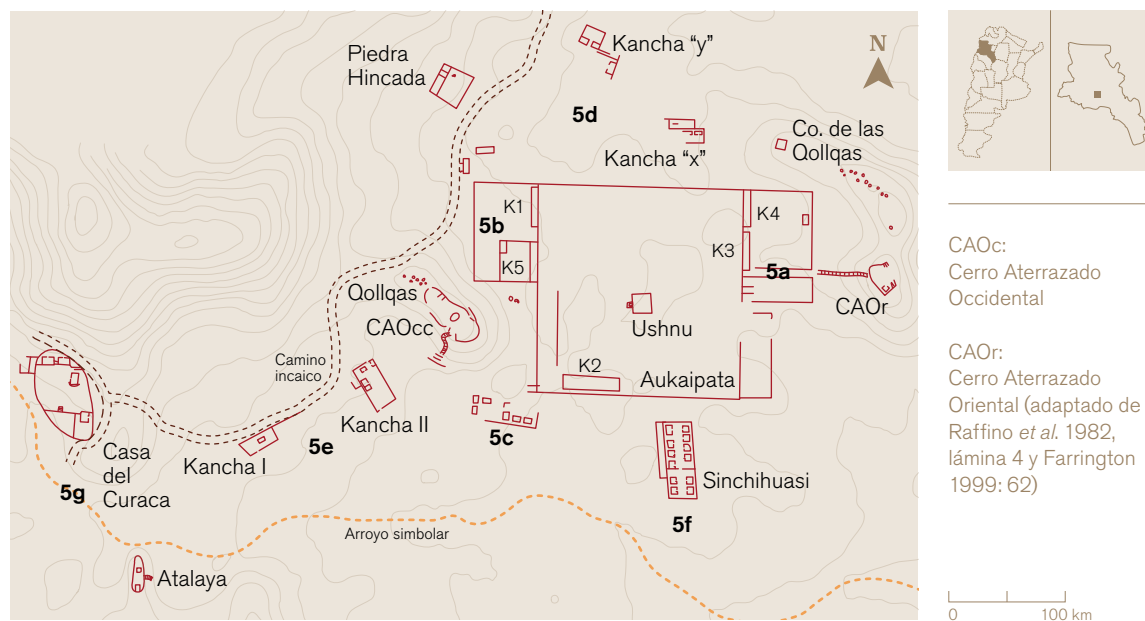 Piedra
Hincada
Kancha “y”
N
5d
Co. de las
Qollqas
Kancha “x”
K1
5b
K5
K4
K3
5a
CAOr
Qollqas
CAOcc
Ushnu
Camino
incaico
K2
Aukaipata
Kancha II
5c
Kancha I
5e
Casa
del
Curaca
5g
Sinchihuasi
5f
Arroyo simbolar
Atalaya
CAOc:
Cerro Aterrazado
Occidental
CAOr:
Cerro Aterrazado
Oriental (adaptado de
Raffino et al. 1982,
lámina 4 y Farrington
1999: 62)
0 100 km